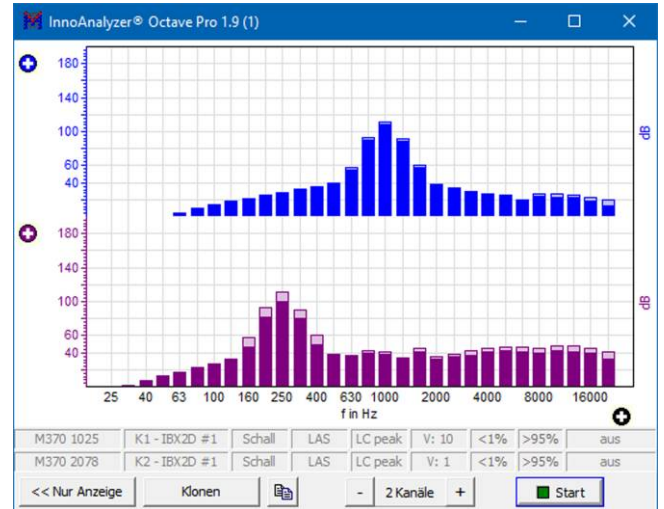 InnoAnalyzer® Octave Pro 1.9 (1)
180
140
100
60
40
dB
180
140
100
60
40
dB
25 40 63 100 160 250 400 630 1000 2000 4000 8000 16000
f in Hz
M370 1025 K1 - IBX2D #1 Schall LAS LC peak V: 10 <1% >95% aus
M370 2078 K2 - IBX2D #1 Schall LAS LC peak V: 1 <1% >95% aus
<< Nur Anzeige Klonen - 2 Kanäle + Start